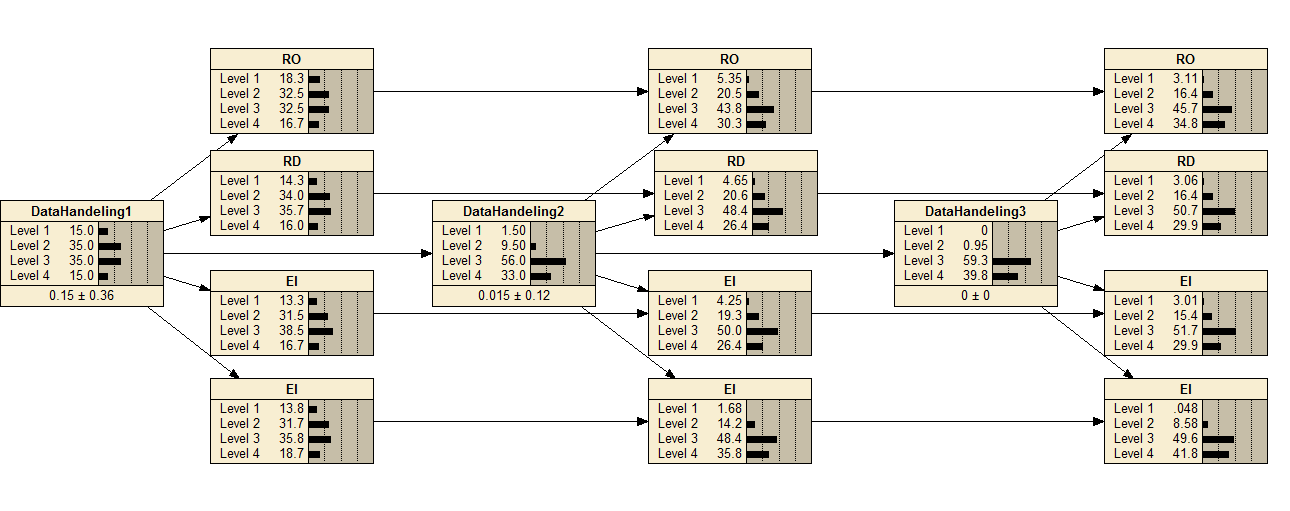 RO
Level 1 18.3
Level 2 32.5
Level 3 32.5
Level 4 16.7
RO
Level 1 5.35
Level 2 20.5
Level 3 43.8
Level 4 30.3
RO
Level 1 3.11
Level 2 16.4
Level 3 45.7
Level 4 34.8
RD
Level 1 14.3
Level 2 34.0
Level 3 35.7
Level 4 16.0
RD
Level 1 4.65
Level 2 20.6
Level 3 48.4
Level 4 26.4
RD
Level 1 3.06
Level 2 16.4
Level 3 50.7
Level 4 29.9
DataHandeling1
Level 1 15.0
Level 2 35.0
Level 3 35.0
Level 4 15.0
0.15 ± 0.36
DataHandeling2
Level 1 1.50
Level 2 9.50
Level 3 56.0
Level 4 33.0
0.015 ± 0.12
DataHandeling3
Level 1 0
Level 2 0.95
Level 3 59.3
Level 4 39.8
0 ± 0
EI
Level 1 13.3
Level 2 31.5
Level 3 38.5
Level 4 16.7
EI
Level 1 4.25
Level 2 19.3
Level 3 50.0
Level 4 26.4
EI
Level 1 3.01
Level 2 15.4
Level 3 51.7
Level 4 29.9
EI
Level 1 13.8
Level 2 31.7
Level 3 35.8
Level 4 18.7
EI
Level 1 1.68
Level 2 14.2
Level 3 48.4
Level 4 35.8
EI
Level 1 .048
Level 2 8.58
Level 3 49.6
Level 4 41.8